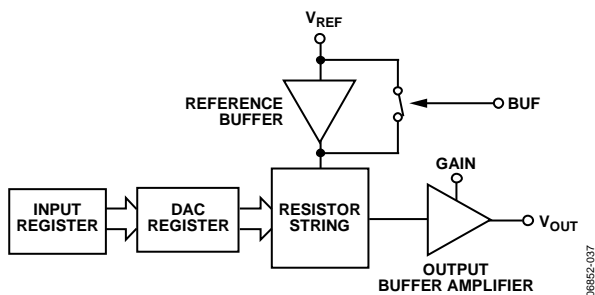 VREF
REFERENCE
BUFFER
BUF
GAIN
INPUT
REGISTER
DAC
REGISTER
RESISTOR
STRING
VOUT
OUTPUT
BUFFER AMPLIFIER
06852-037